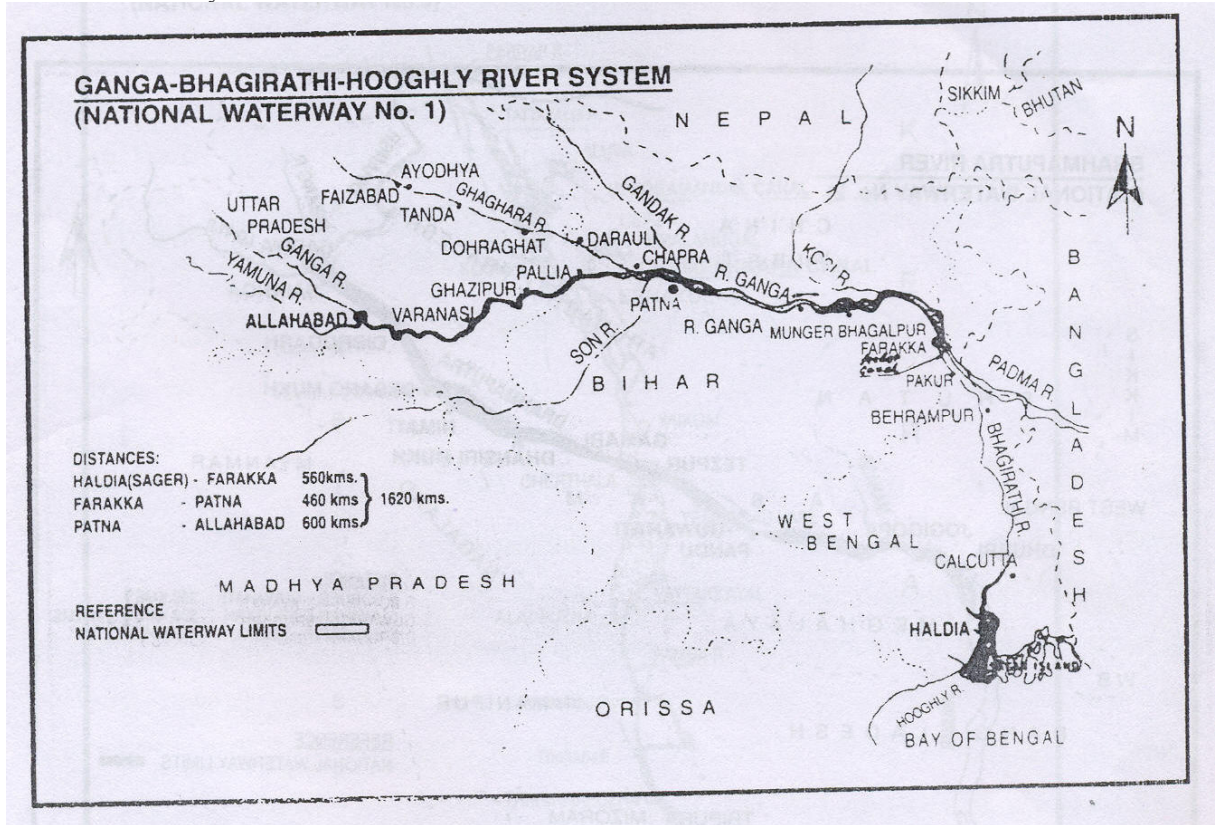 GANGA-BHAGIRATHI-HOOGHLY RIVER SYSTEM
(NATIONAL WATERWAY No. 1)
NEPAL
SIKKIM
BHUTAN
N
AYODHYA
FAIZABAD
TANDA
GHAGHARA R.
GANDAK R.
UTTAR
PRADESH
GANGA R.
YAMUNA R.
DOHRAGHAT
DARAULI
CHAPRA
KOSI R.
PALLIA
GHAZIPUR
R. GANGA
ALLAHABAD
VARANASI
PATNA
SON R.
R. GANGA
MUNGER
BHAGALPUR
FARAKKA
Canal
PADMA R.
BIHAR
PAKUR
BEHRAMPUR
BHAGIRATHI R.
BANGLADESH
DISTANCES:
HALDIA(SAGER) - FARAKKA 560kms.
FARAKKA - PATNA 460 kms
PATNA - ALLAHABAD 600 kms.
1620 kms.
WEST
BENGAL
CALCUTTA
MADHYA PRADESH
REFERENCE
NATIONAL WATERWAY LIMITS
HALDIA
ISLAND
ORISSA
HOOGHLY R.
BAY OF BENGAL